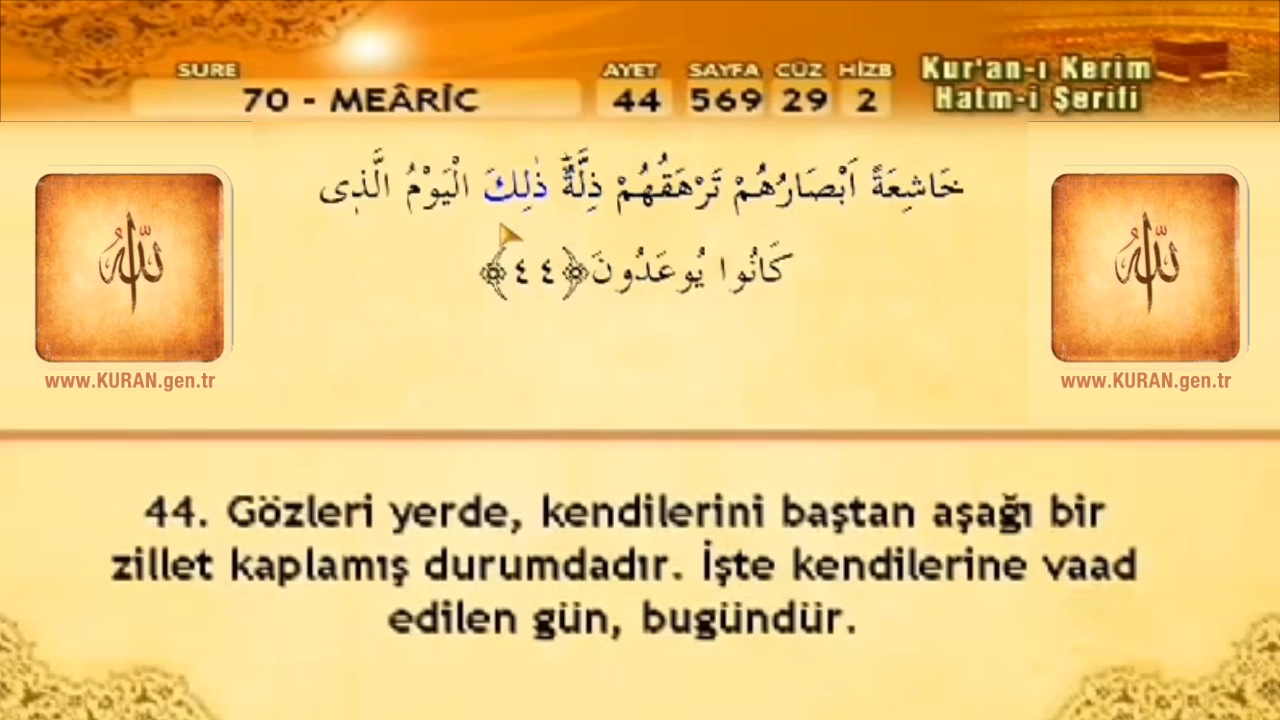 SURE AYET SAYFA CÜZ HİZB
70 - MEÂRİC 44 569 29 2
Kur'an-ı Kerim
Hatm-i Şerifi
خَاشِعَةً اَبْصَارُهُمْ تَرْهَقُهُمْ ذِلَّةٌۜ ذٰلِكَ الْيَوْمُ الَّذ۪ى
كَانُوا يُوعَدُونَ ﴿٤٤﴾
الله
www.KURAN.gen.tr
الله
www.KURAN.gen.tr
44. Gözleri yerde, kendilerini baştan aşağı bir
zillet kaplamış durumdadır. İşte kendilerine vaad
edilen gün, bugündür.